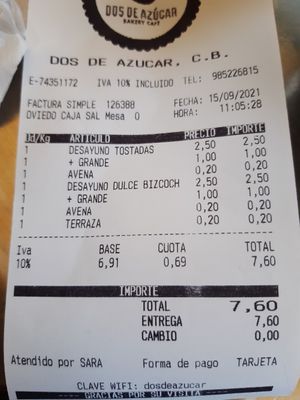 DOS DE AZÚCAR
BAKERY CAFÉ
DOS DE AZUCAR, C.B.
E-74351172 IVA 10% INCLUIDO TEL: 985226815
FACTURA SIMPLE 126388 FECHA: 15/09/2021
OVIEDO CAJA SAL Mesa 0 HORA: 11:05:28
Ud/Kg ARTICULO PRECIO IMPORTE
1 DESAYUNO TOSTADAS 2,50 2,50
1 + GRANDE 1,00 1,00
1 AVENA 0,20 0,20
1 DESAYUNO DULCE BIZCOCH 2,50 2,50
1 + GRANDE 1,00 1,00
1 AVENA 0,20 0,20
1 TERRAZA 0,20 0,20
Iva BASE CUOTA TOTAL
10% 6,91 0,69 7,60
IMPORTE
TOTAL 7,60
ENTREGA 7,60
CAMBIO 0,00
Atendido por SARA Forma de pago TARJETA
CLAVE WIFI: dosdeazucar
GRACIAS POR SU VISITA